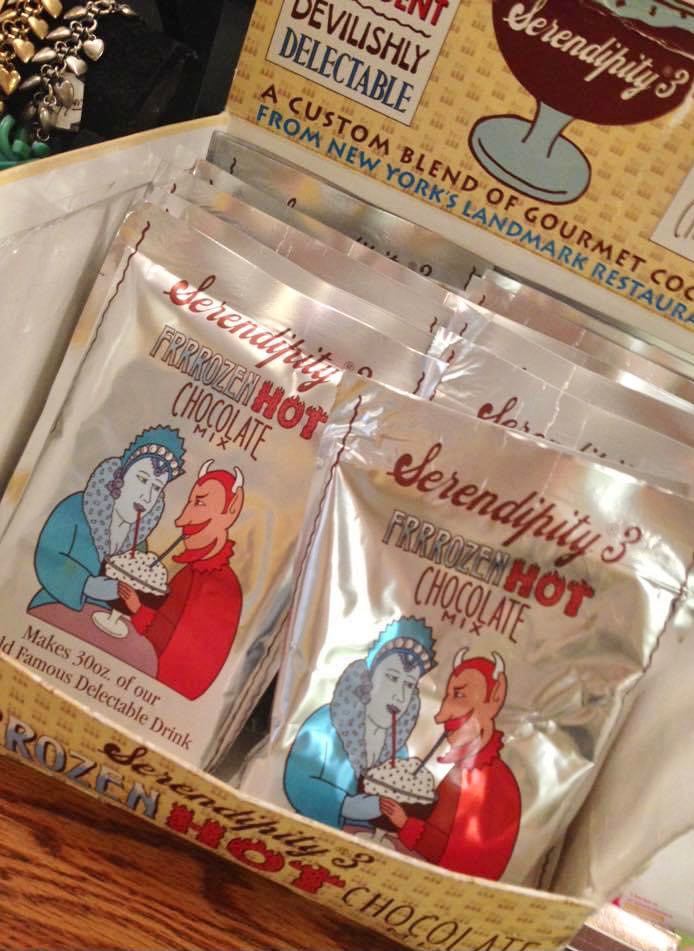 DEVILISHLY
DELECTABLE
Serendipity 3
A CUSTOM BLEND OF GOURMET
FROM NEW YORK'S LANDMARK
Serendipity
FRRROZEN HOT
CHOCOLATE
MIX
Makes 30oz. of our
Famous Delectable Drink
Serendipity 3
FRRROZEN HOT
CHOCOLATE
MIX
Serendipity 3
HOT